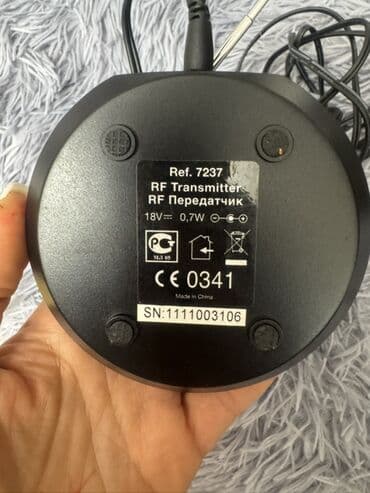 Ref. 7237
RF Transmitter
RF Передатчик
18V 0,7W
CE 0341
Made in China
SN:1111003106